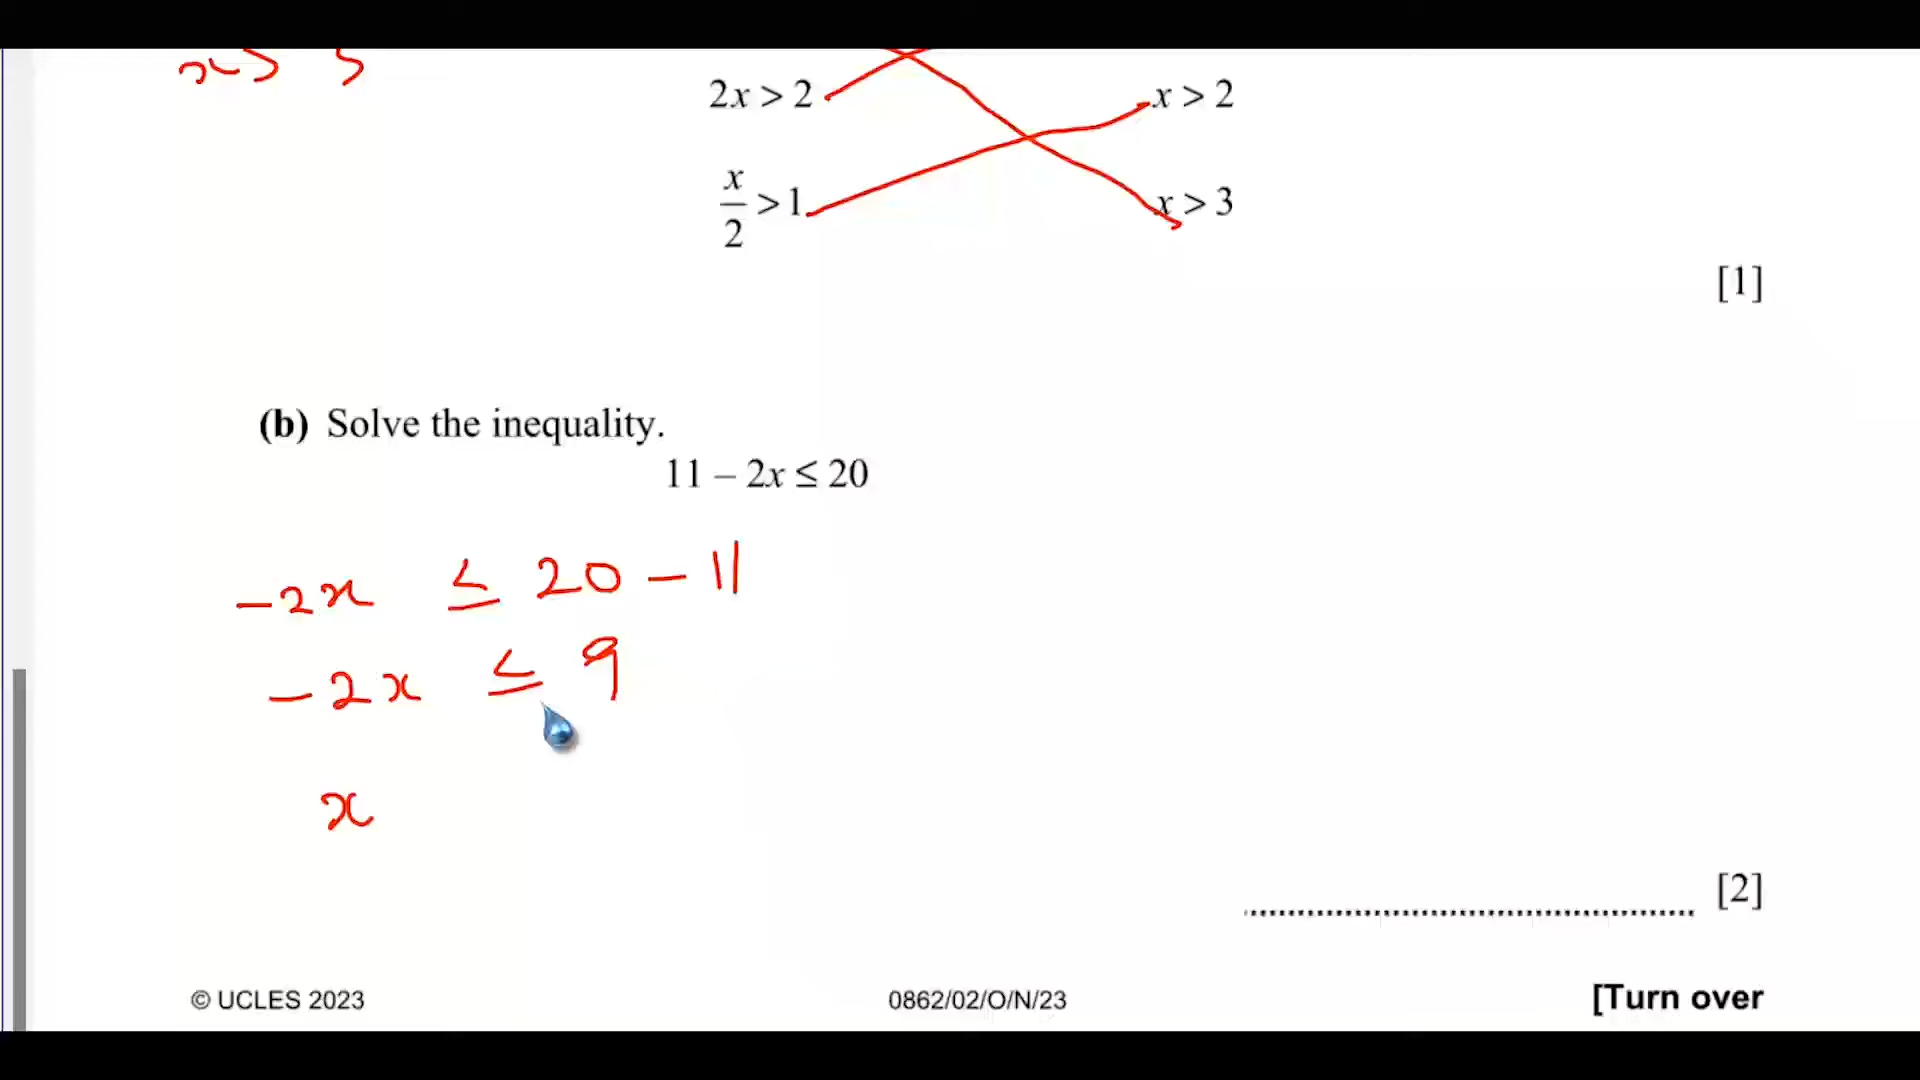 x > 3
2x > 2
x > 2
x/2 > 1
x > 3
[1]
(b) Solve the inequality.
11 – 2x ≤ 20
-2x ≤ 20 - 11
-2x ≤ 9
x
[2]
© UCLES 2023
0862/02/O/N/23
[Turn over